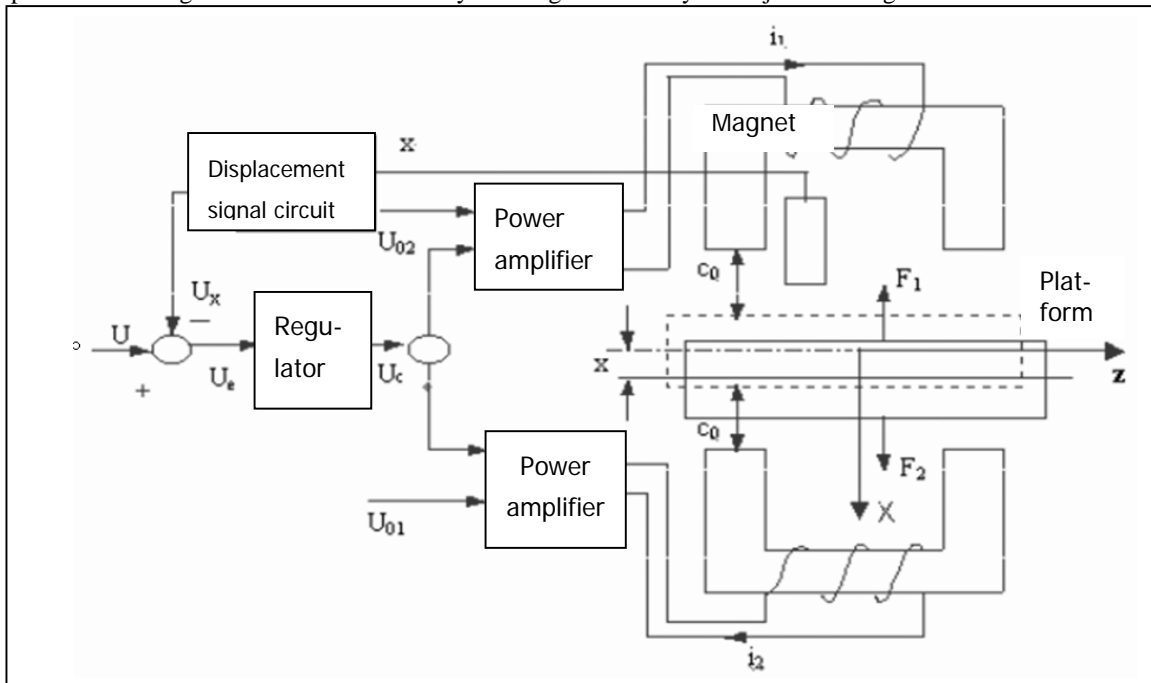 i₁
Magnet
x
Displacement
signal circuit
Power
amplifier
U₀₂
c₀
F₁
Plat-
form
Uₓ
U
−
Regu-
lator
+
Uₑ
U꜀
x
z
c₀
F₂
Power
amplifier
X
U₀₁
i₂